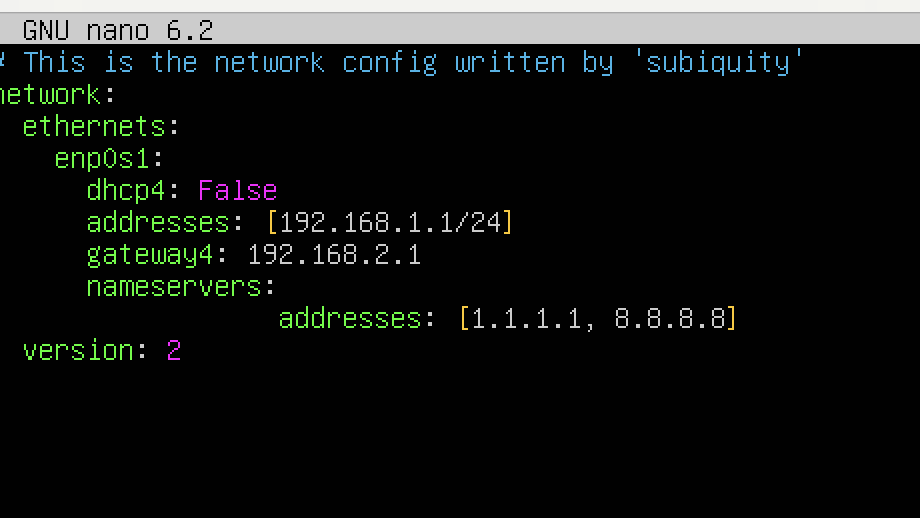 GNU nano 6.2
# This is the network config written by 'subiquity'
network:
  ethernets:
    enp0s1:
      dhcp4: False
      addresses: [192.168.1.1/24]
      gateway4: 192.168.2.1
      nameservers:
                  addresses: [1.1.1.1, 8.8.8.8]
  version: 2